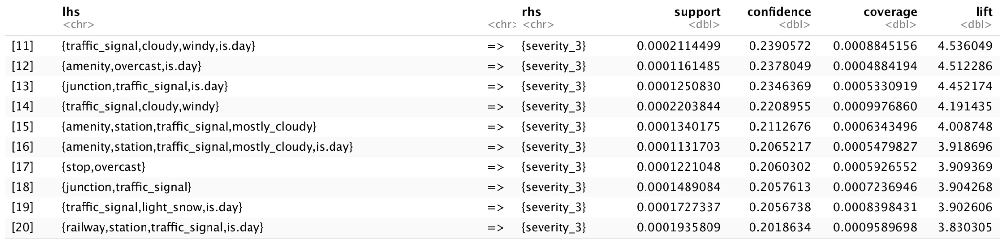 lhs rhs support confidence coverage lift
<chr> <chr> <chr> <dbl> <dbl> <dbl> <dbl>
[11] {traffic_signal,cloudy,windy,is.day} => {severity_3} 0.0002114499 0.2390572 0.0008845156 4.536049
[12] {amenity,overcast,is.day} => {severity_3} 0.0001161485 0.2378049 0.0004884194 4.512286
[13] {junction,traffic_signal,is.day} => {severity_3} 0.0001250830 0.2346369 0.0005330919 4.452174
[14] {traffic_signal,cloudy,windy} => {severity_3} 0.0002203844 0.2208955 0.0009976860 4.191435
[15] {amenity,station,traffic_signal,mostly_cloudy} => {severity_3} 0.0001340175 0.2112676 0.0006343496 4.008748
[16] {amenity,station,traffic_signal,mostly_cloudy,is.day} => {severity_3} 0.0001131703 0.2065217 0.0005479827 3.918696
[17] {stop,overcast} => {severity_3} 0.0001221048 0.2060302 0.0005926552 3.909369
[18] {junction,traffic_signal} => {severity_3} 0.0001489084 0.2057613 0.0007236946 3.904268
[19] {traffic_signal,light_snow,is.day} => {severity_3} 0.0001727337 0.2056738 0.0008398431 3.902606
[20] {railway,station,traffic_signal,is.day} => {severity_3} 0.0001935809 0.2018634 0.0009589698 3.830305